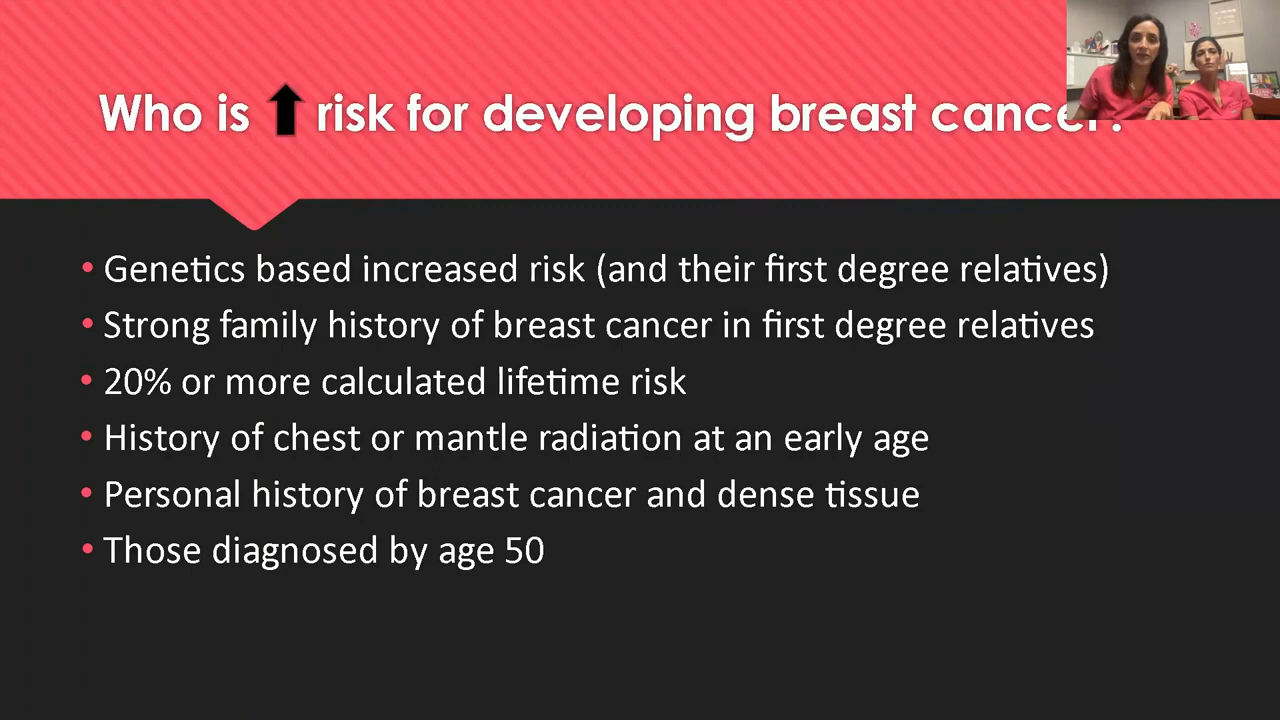 Who is ⬆ risk for developing breast cancer?
• Genetics based increased risk (and their first degree relatives)
• Strong family history of breast cancer in first degree relatives
• 20% or more calculated lifetime risk
• History of chest or mantle radiation at an early age
• Personal history of breast cancer and dense tissue
• Those diagnosed by age 50